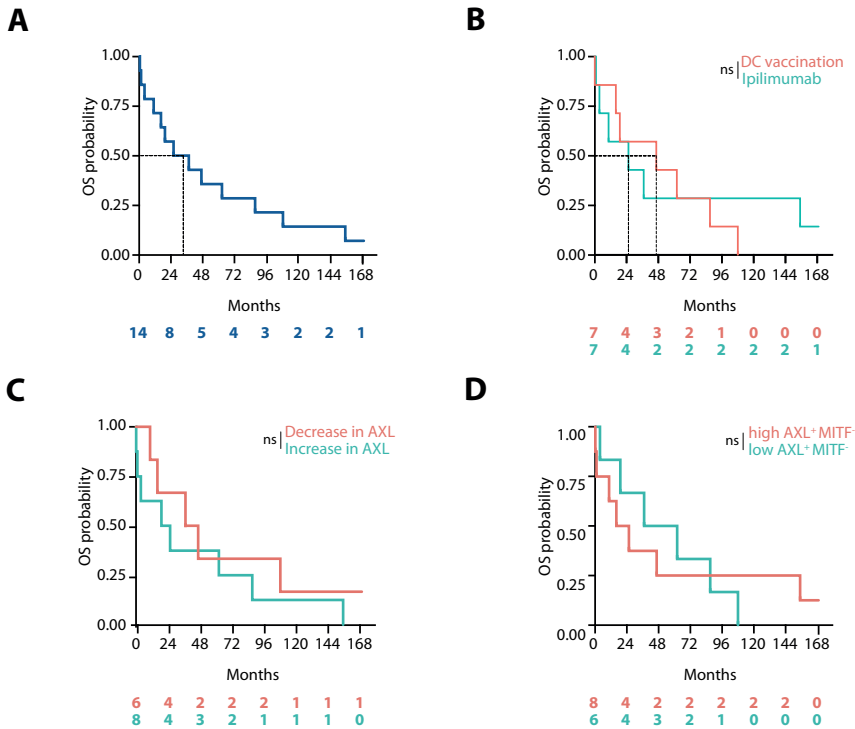 A
1.00
0.75
0.50
0.25
0.00
OS probability
0 24 48 72 96 120 144 168
Months
14 8 5 4 3 2 2 1
B
1.00
0.75
0.50
0.25
0.00
OS probability
ns
DC vaccination
Ipilimumab
0 24 48 72 96 120 144 168
Months
7 4 3 2 1 0 0 0
7 4 2 2 2 2 2 1
C
1.00
0.75
0.50
0.25
0.00
OS probability
ns
Decrease in AXL
Increase in AXL
0 24 48 72 96 120 144 168
Months
6 4 2 2 2 1 1 1
8 4 3 2 1 1 1 0
D
1.00
0.75
0.50
0.25
0.00
OS probability
ns
high AXL⁺ MITF⁻
low AXL⁺ MITF⁻
0 24 48 72 96 120 144 168
Months
8 4 2 2 2 2 2 0
6 4 3 2 1 0 0 0